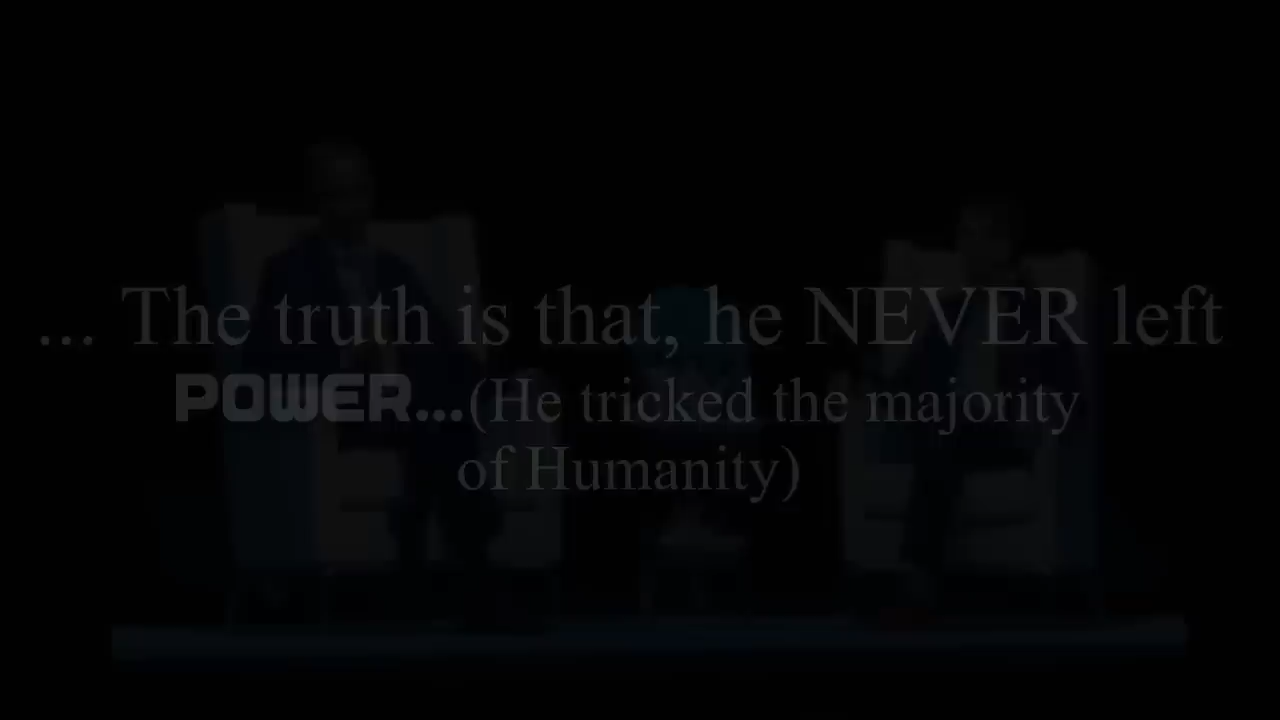 ... The truth is that, he NEVER left
POWER...(He tricked the majority
of Humanity)